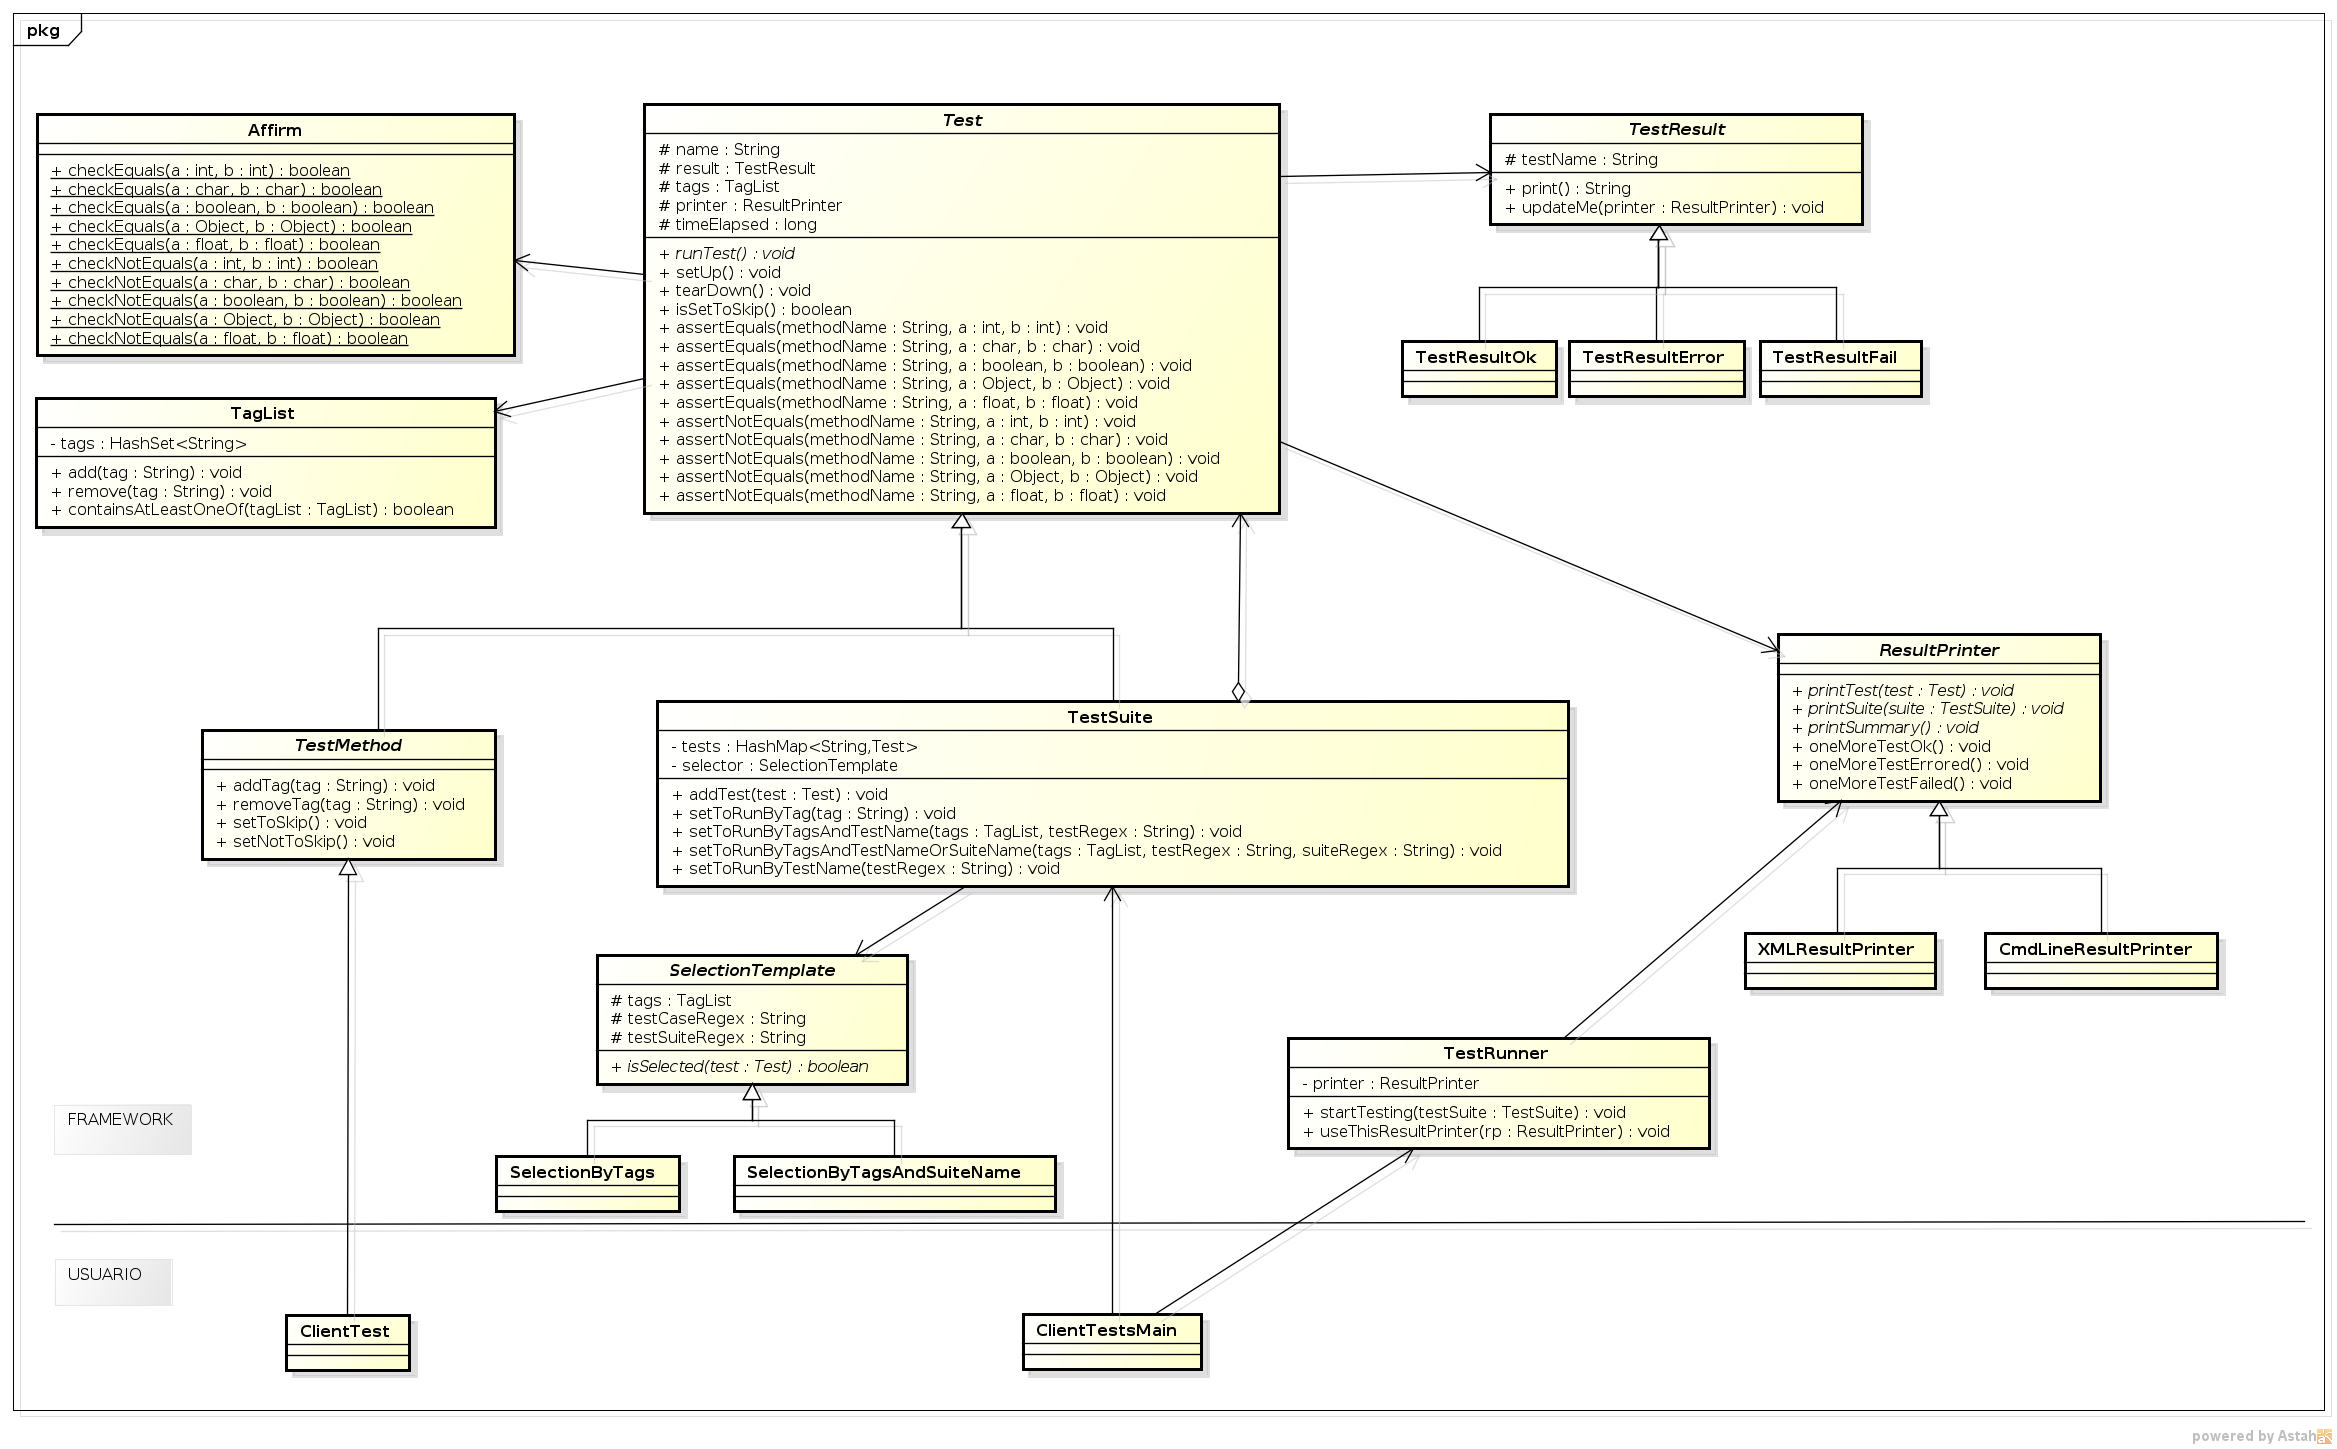 pkg
Affirm
+ checkEquals(a : int, b : int) : boolean
+ checkEquals(a : char, b : char) : boolean
+ checkEquals(a : boolean, b : boolean) : boolean
+ checkEquals(a : Object, b : Object) : boolean
+ checkEquals(a : float, b : float) : boolean
+ checkNotEquals(a : int, b : int) : boolean
+ checkNotEquals(a : char, b : char) : boolean
+ checkNotEquals(a : boolean, b : boolean) : boolean
+ checkNotEquals(a : Object, b : Object) : boolean
+ checkNotEquals(a : float, b : float) : boolean
Test
# name : String
# result : TestResult
# tags : TagList
# printer : ResultPrinter
# timeElapsed : long
+ runTest() : void
+ setUp() : void
+ tearDown() : void
+ isSetToSkip() : boolean
+ assertEquals(methodName : String, a : int, b : int) : void
+ assertEquals(methodName : String, a : char, b : char) : void
+ assertEquals(methodName : String, a : boolean, b : boolean) : void
+ assertEquals(methodName : String, a : Object, b : Object) : void
+ assertEquals(methodName : String, a : float, b : float) : void
+ assertNotEquals(methodName : String, a : int, b : int) : void
+ assertNotEquals(methodName : String, a : char, b : char) : void
+ assertNotEquals(methodName : String, a : boolean, b : boolean) : void
+ assertNotEquals(methodName : String, a : Object, b : Object) : void
+ assertNotEquals(methodName : String, a : float, b : float) : void
TestResult
# testName : String
+ print() : String
+ updateMe(printer : ResultPrinter) : void
TestResultOk
TestResultError
TestResultFail
TagList
- tags : HashSet<String>
+ add(tag : String) : void
+ remove(tag : String) : void
+ containsAtLeastOneOf(tagList : TagList) : boolean
ResultPrinter
+ printTest(test : Test) : void
+ printSuite(suite : TestSuite) : void
+ printSummary() : void
+ oneMoreTestOk() : void
+ oneMoreTestErrored() : void
+ oneMoreTestFailed() : void
TestMethod
+ addTag(tag : String) : void
+ removeTag(tag : String) : void
+ setToSkip() : void
+ setNotToSkip() : void
TestSuite
- tests : HashMap<String,Test>
- selector : SelectionTemplate
+ addTest(test : Test) : void
+ setToRunByTag(tag : String) : void
+ setToRunByTagsAndTestName(tags : TagList, testRegex : String) : void
+ setToRunByTagsAndTestNameOrSuiteName(tags : TagList, testRegex : String, suiteRegex : String) : void
+ setToRunByTestName(testRegex : String) : void
XMLResultPrinter
CmdLineResultPrinter
SelectionTemplate
# tags : TagList
# testCaseRegex : String
# testSuiteRegex : String
+ isSelected(test : Test) : boolean
TestRunner
- printer : ResultPrinter
+ startTesting(testSuite : TestSuite) : void
+ useThisResultPrinter(rp : ResultPrinter) : void
FRAMEWORK
SelectionByTags
SelectionByTagsAndSuiteName
USUARIO
ClientTest
ClientTestsMain
powered by Astah